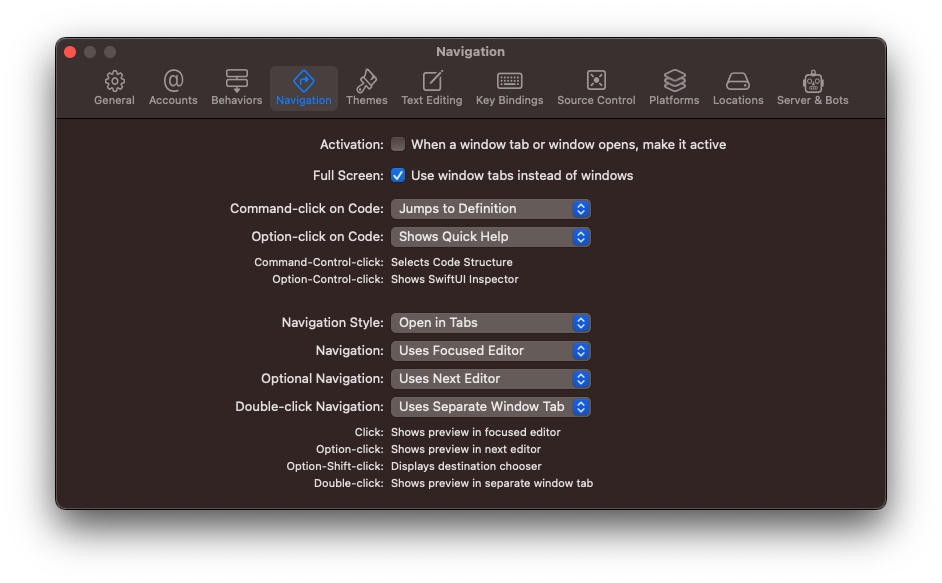 Navigation
General Accounts Behaviors Navigation Themes Text Editing Key Bindings Source Control Platforms Locations Server & Bots
Activation: When a window tab or window opens, make it active
Full Screen: Use window tabs instead of windows
Command-click on Code: Jumps to Definition
Option-click on Code: Shows Quick Help
Command-Control-click: Selects Code Structure
Option-Control-click: Shows SwiftUI Inspector
Navigation Style: Open in Tabs
Navigation: Uses Focused Editor
Optional Navigation: Uses Next Editor
Double-click Navigation: Uses Separate Window Tab
Click: Shows preview in focused editor
Option-click: Shows preview in next editor
Option-Shift-click: Displays destination chooser
Double-click: Shows preview in separate window tab